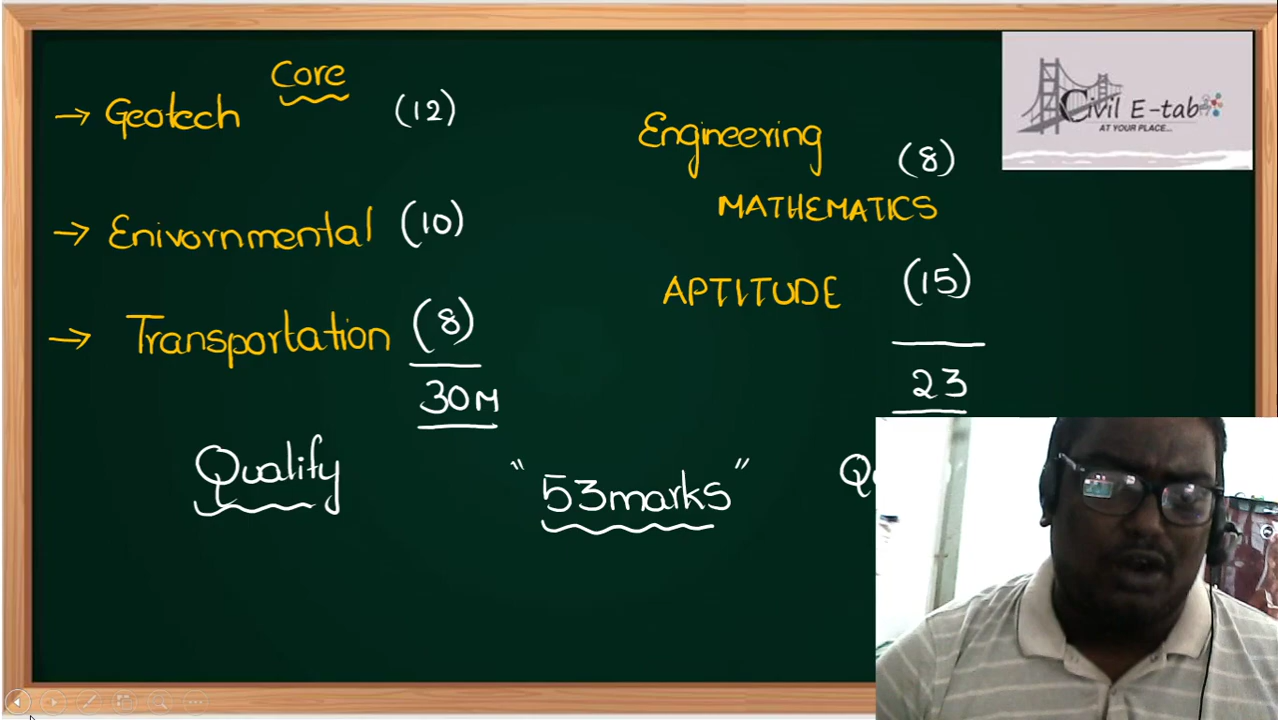 Core
→ Geotech (12)
→ Enivornmental (10)
→ Transportation (8)
30M
Qualify
Engineering (8)
MATHEMATICS
APTITUDE (15)
23
"53marks"
Civil E-tab
AT YOUR PLACE...